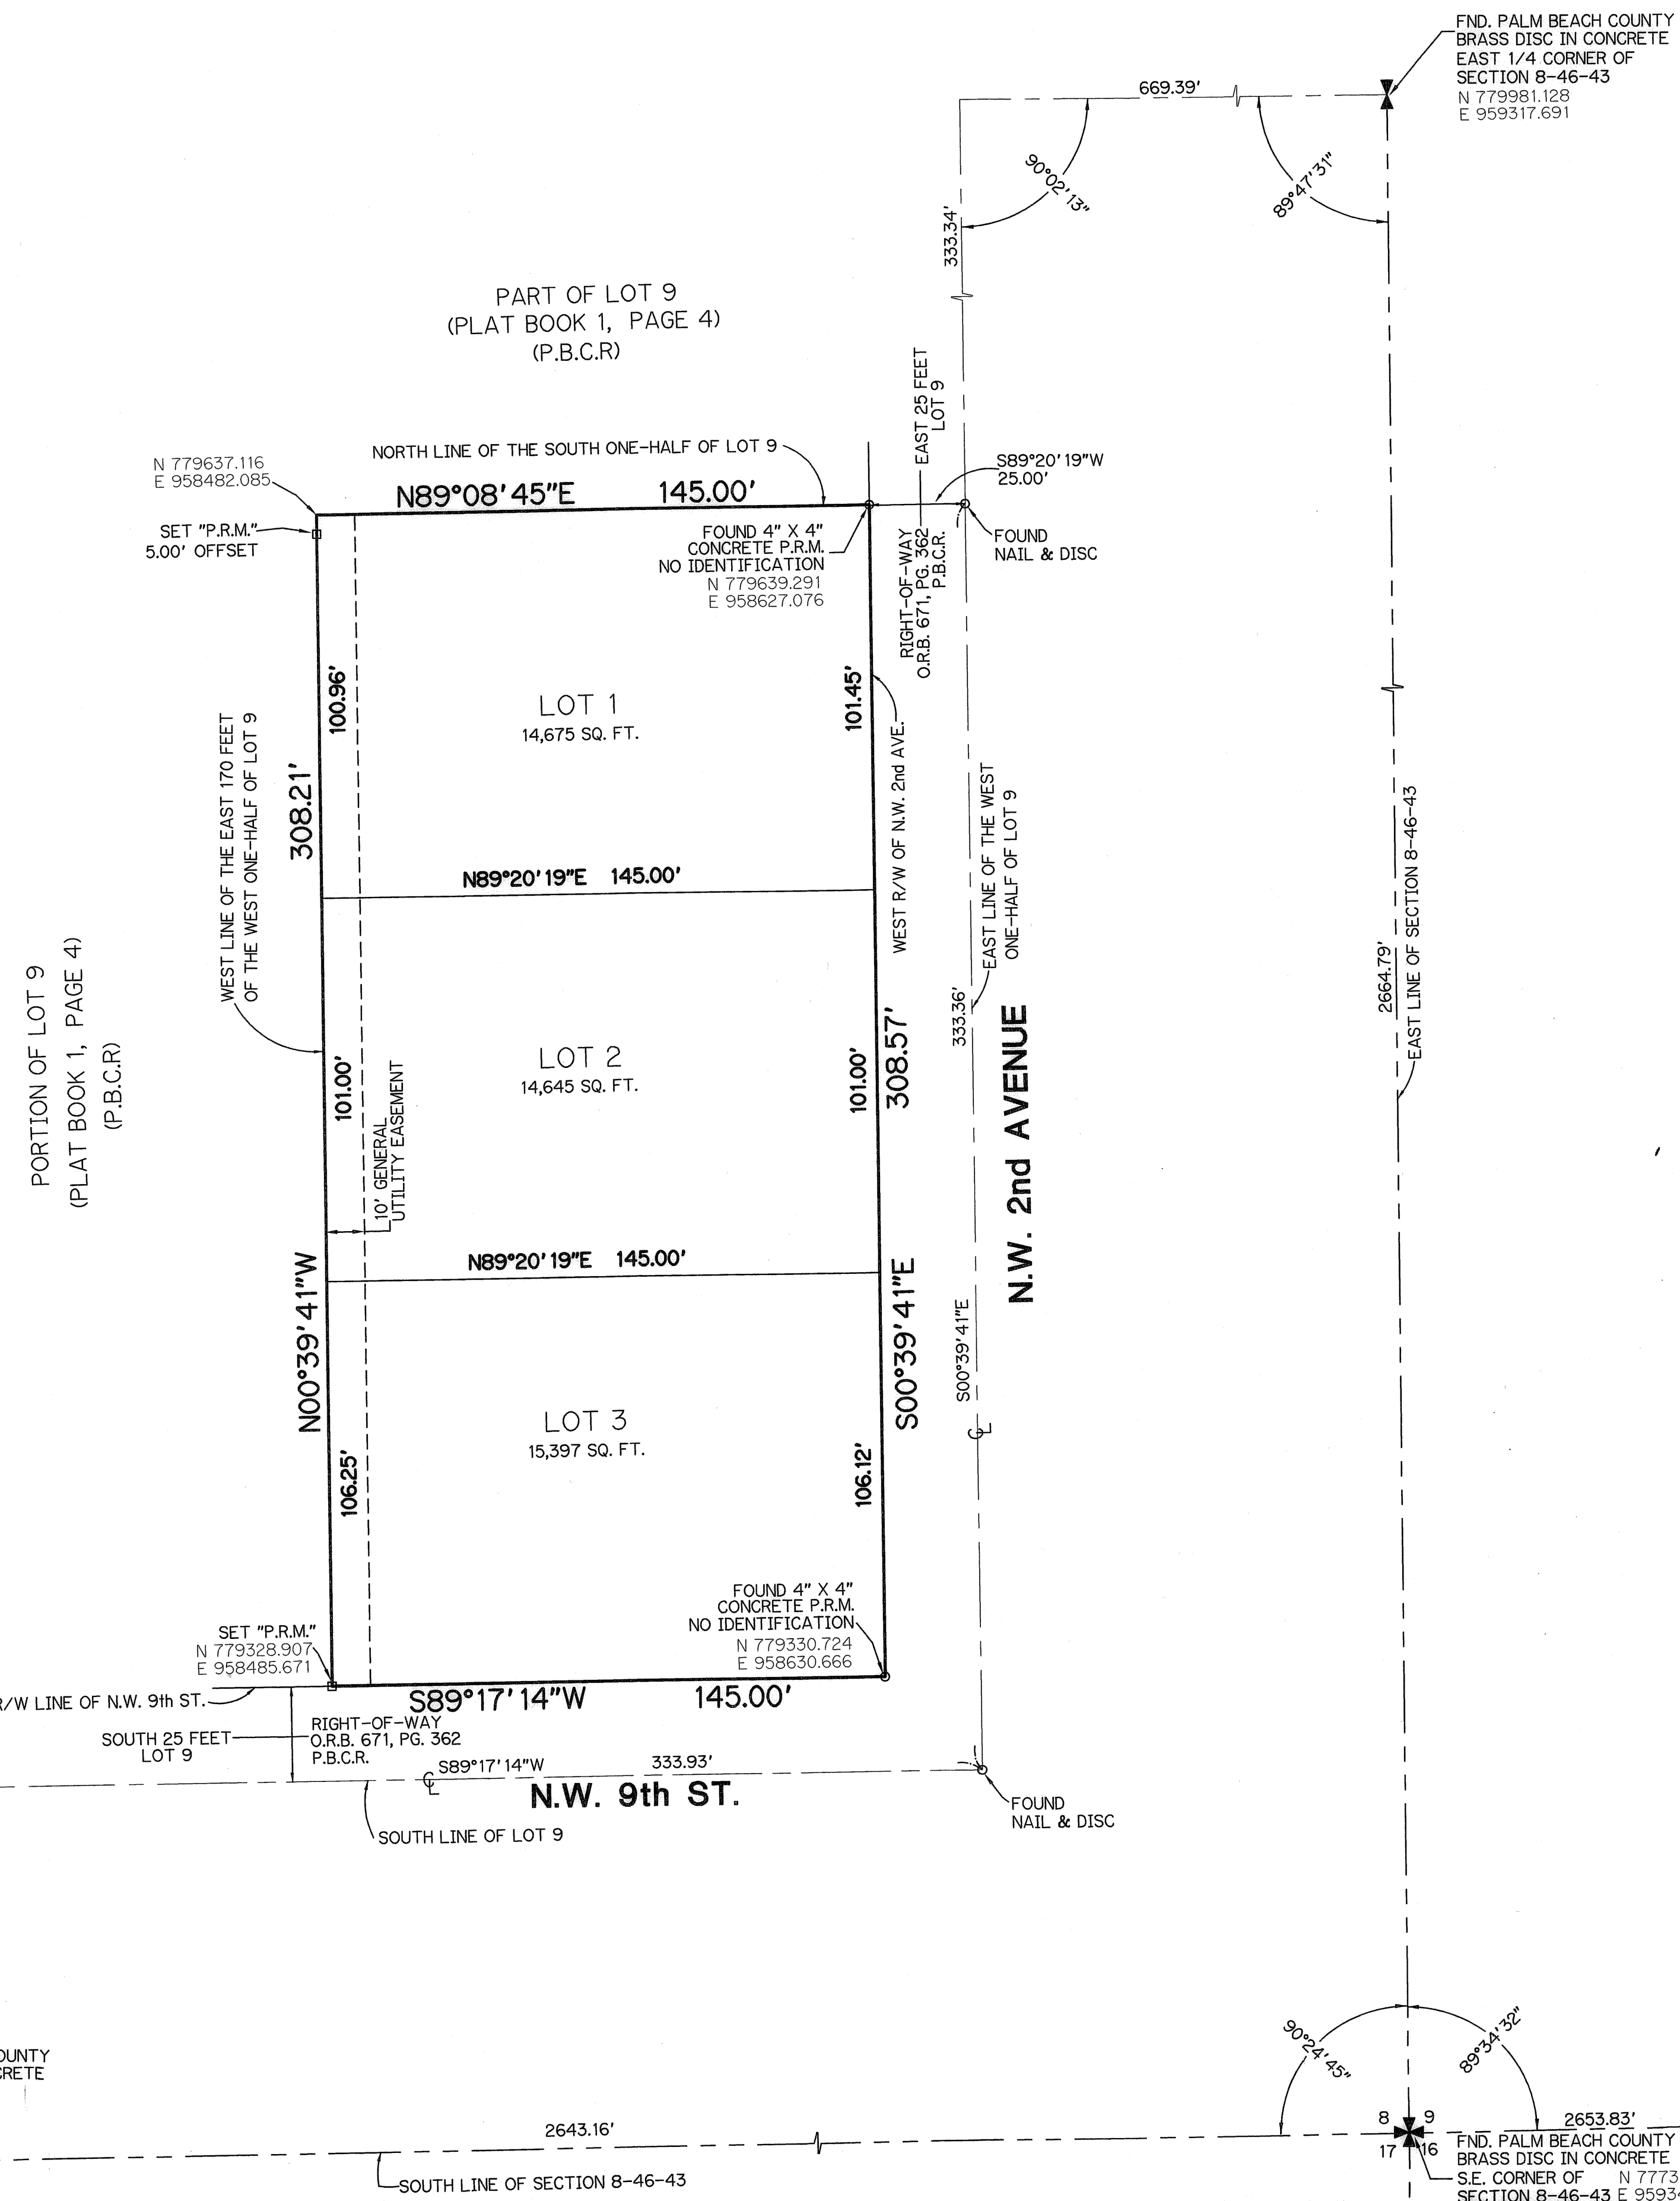 FND. PALM BEACH COUNTY
BRASS DISC IN CONCRETE
EAST 1/4 CORNER OF
SECTION 8-46-43
N 779981.128
E 959317.691
669.39'
90°02'13"
89°47'31"
333.34'
PART OF LOT 9
(PLAT BOOK 1, PAGE 4)
(P.B.C.R)
EAST 25 FEET
LOT 9
NORTH LINE OF THE SOUTH ONE-HALF OF LOT 9
N 779637.116
E 958482.085
S89°20'19"W
25.00'
N89°08'45"E 145.00'
SET "P.R.M."
5.00' OFFSET
FOUND 4" X 4"
CONCRETE P.R.M.
NO IDENTIFICATION
N 779639.291
E 958627.076
FOUND
NAIL & DISC
RIGHT-OF-WAY
O.R.B. 671, PG. 362
P.B.C.R.
100.96'
LOT 1
14,675 SQ. FT.
101.45'
WEST R/W OF N.W. 2nd AVE.
WEST LINE OF THE EAST 170 FEET
OF THE WEST ONE-HALF OF LOT 9
308.21'
N89°20'19"E 145.00'
EAST LINE OF THE WEST
ONE-HALF OF LOT 9
2664.79'
EAST LINE OF SECTION 8-46-43
PORTION OF LOT 9
(PLAT BOOK 1, PAGE 4)
(P.B.C.R)
333.36'
101.00'
LOT 2
14,645 SQ. FT.
101.00'
308.57'
N.W. 2nd AVENUE
10' GENERAL
UTILITY EASEMENT
N89°20'19"E 145.00'
N00°39'41"W
S00°39'41"E
S00°39'41"E
CL
106.25'
LOT 3
15,397 SQ. FT.
106.12'
FOUND 4" X 4"
CONCRETE P.R.M.
NO IDENTIFICATION
N 779330.724
E 958630.666
SET "P.R.M."
N 779328.907
E 958485.671
R/W LINE OF N.W. 9th ST.
S89°17'14"W 145.00'
SOUTH 25 FEET
LOT 9
RIGHT-OF-WAY
O.R.B. 671, PG. 362
P.B.C.R.
CL
S89°17'14"W 333.93'
N.W. 9th ST.
SOUTH LINE OF LOT 9
FOUND
NAIL & DISC
OUNTY
CRETE
90°24'45"
89°34'32"
2643.16'
8 9
17 16
2653.83'
SOUTH LINE OF SECTION 8-46-43
FND. PALM BEACH COUNTY
BRASS DISC IN CONCRETE
S.E. CORNER OF N 7773
SECTION 8-46-43 E 9593